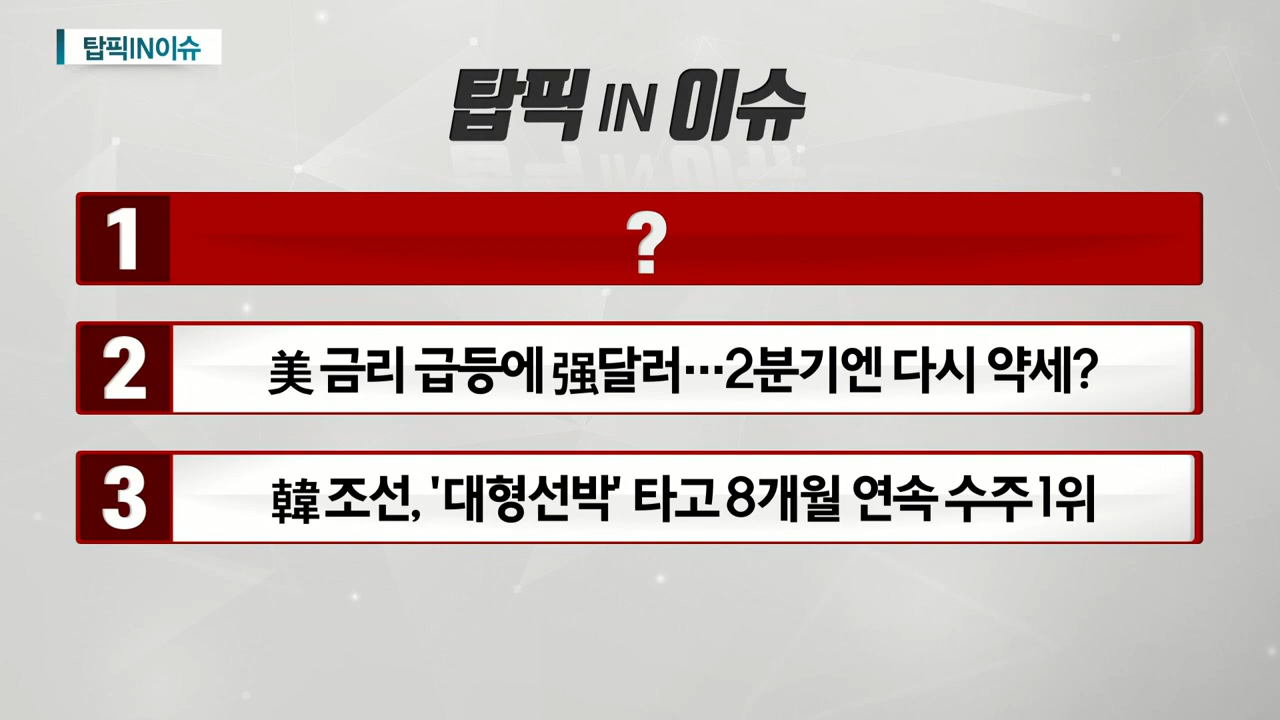 탑픽IN이슈
탑픽 IN 이슈
1 ?
2 美 금리 급등에 强달러…2분기엔 다시 약세?
3 韓 조선, '대형선박' 타고 8개월 연속 수주 1위